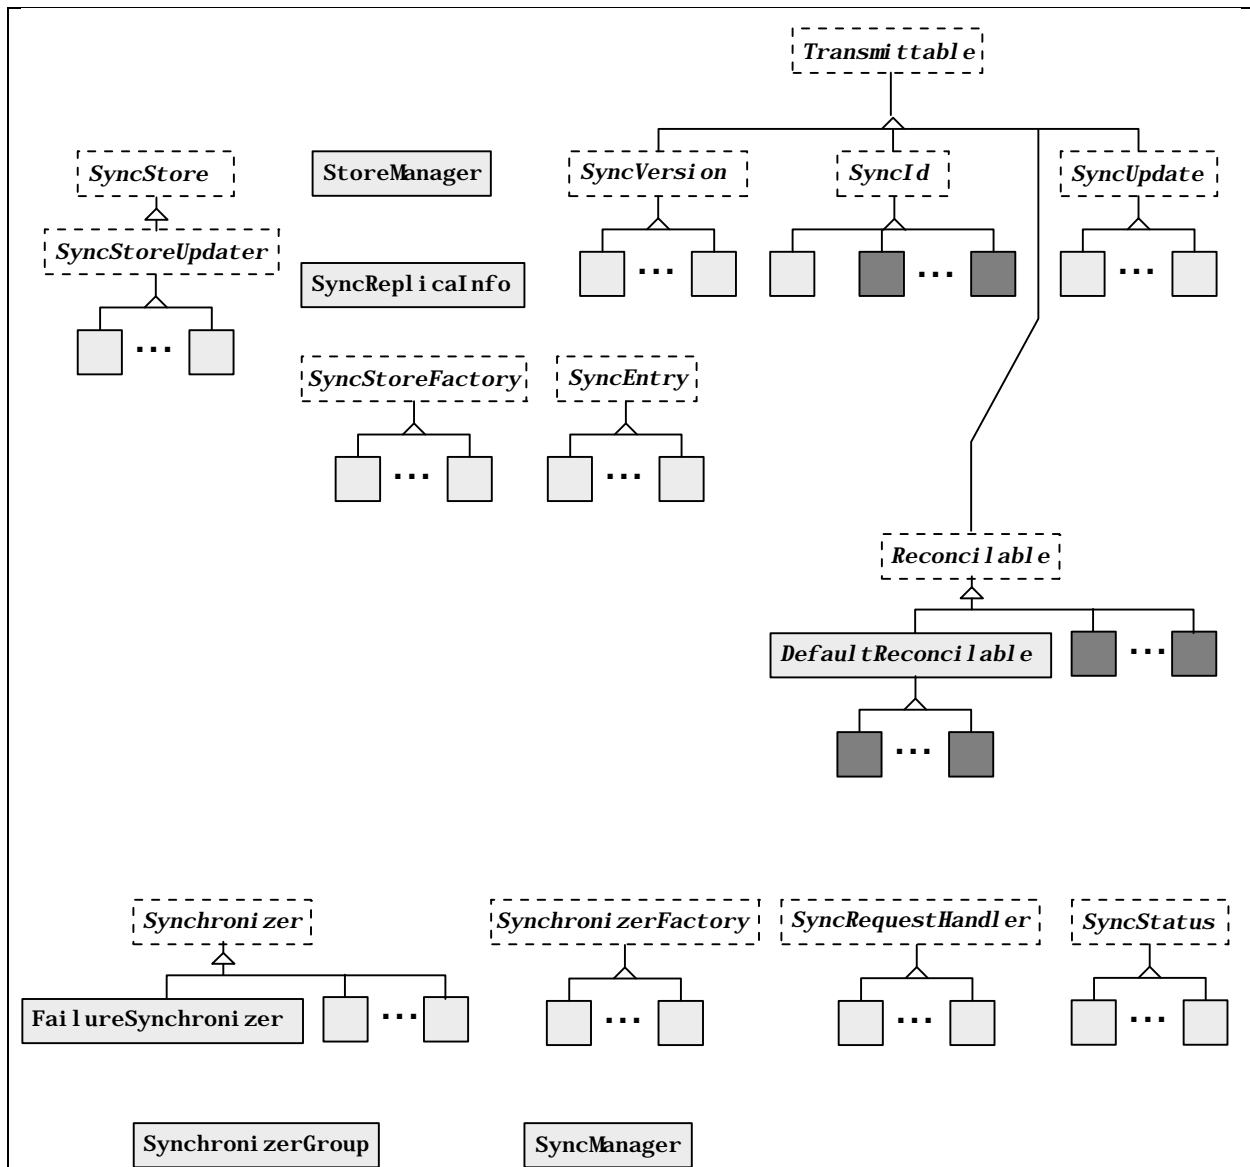 Transmittable
SyncStore
StoreManager
SyncVersion
SyncId
SyncUpdate
SyncStoreUpdater
...
...
...
SyncReplicaInfo
...
SyncStoreFactory
SyncEntry
...
...
Reconcilable
DefaultReconcilable
...
...
Synchronizer
SynchronizerFactory
SyncRequestHandler
SyncStatus
FailureSynchronizer
...
...
...
...
SynchronizerGroup
SyncManager